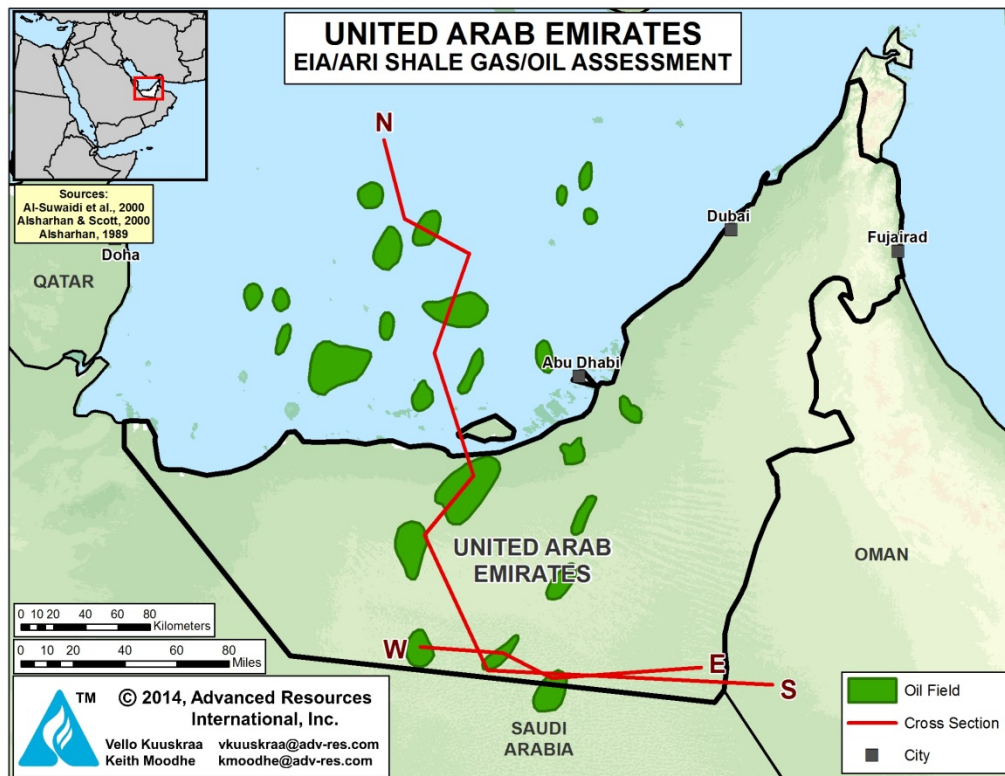 UNITED ARAB EMIRATES
EIA/ARI SHALE GAS/OIL ASSESSMENT
Sources:
Al-Suwaidi et al., 2000
Alsharhan & Scott, 2000
Alsharhan, 1989
N
Doha
QATAR
Dubai
Fujairad
Abu Dhabi
UNITED ARAB
EMIRATES
OMAN
0 10 20 40 60 80
Kilometers
0 20 40 60 80
Miles
W
E
S
SAUDI
ARABIA
TM
© 2014, Advanced Resources
International, Inc.
Vello Kuuskraa vkuuskraa@adv-res.com
Keith Moodhe kmoodhe@adv-res.com
Oil Field
Cross Section
City